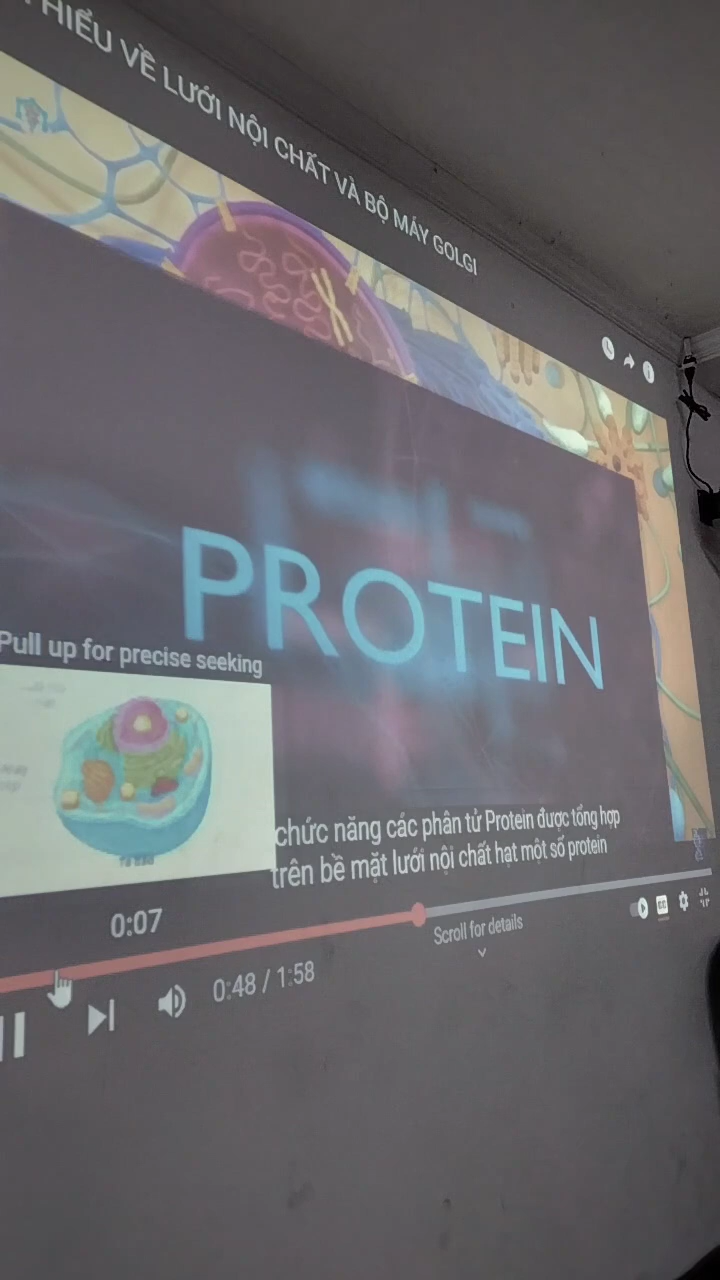 HIỂU VỀ LƯỚI NỘI CHẤT VÀ BỘ MÁY GOLGI
PROTEIN
Pull up for precise seeking
chức năng các phân tử Protein được tổng hợp
trên bề mặt lưới nội chất hạt một số protein
0:07
Scroll for details
0:48 / 1:58